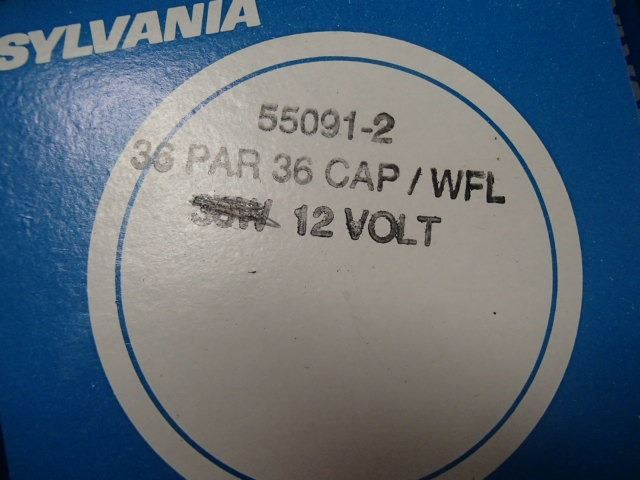 SYLVANIA
55091-2
36 PAR 36 CAP / WFL
12 VOLT